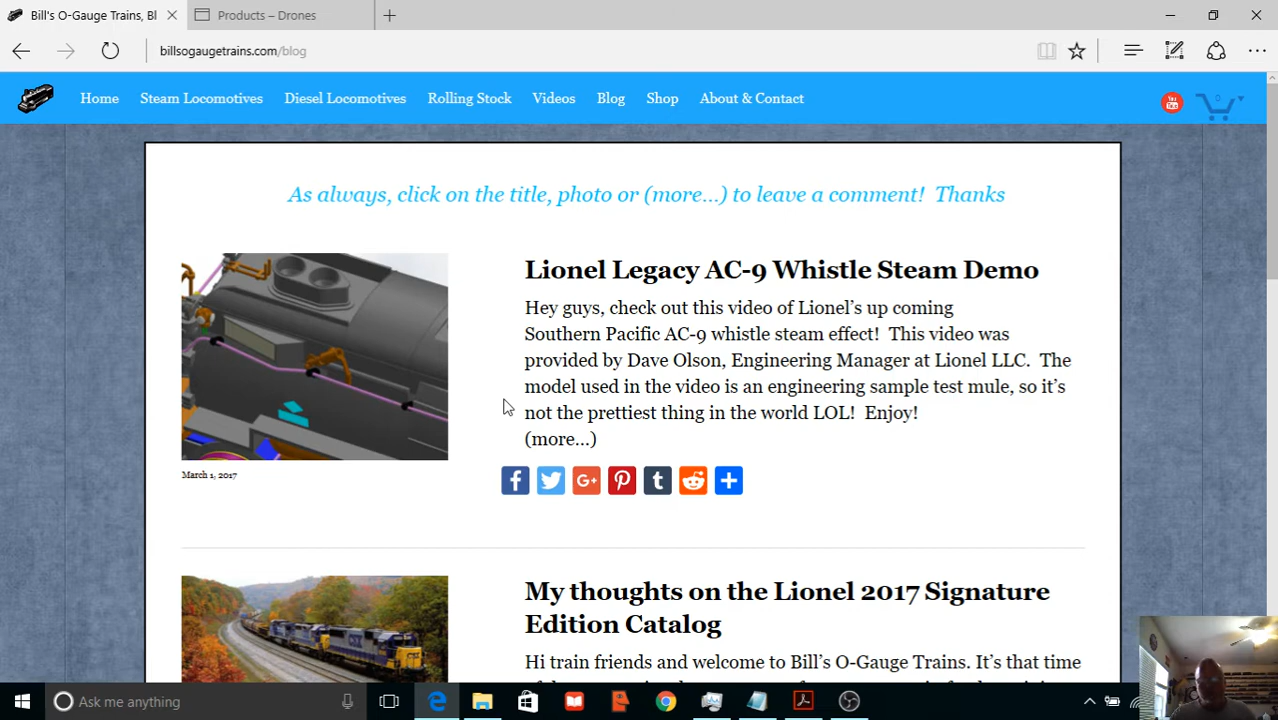 Bill's O-Gauge Trains, Bl
Products – Drones
billsogaugetrains.com/blog
Home
Steam Locomotives
Diesel Locomotives
Rolling Stock
Videos
Blog
Shop
About & Contact
You Tube
0
As always, click on the title, photo or (more...) to leave a comment!  Thanks
Lionel Legacy AC-9 Whistle Steam Demo
Hey guys, check out this video of Lionel's up coming
Southern Pacific AC-9 whistle steam effect!  This video was
provided by Dave Olson, Engineering Manager at Lionel LLC.  The
model used in the video is an engineering sample test mule, so it's
not the prettiest thing in the world LOL!  Enjoy!
(more...)
March 1, 2017
My thoughts on the Lionel 2017 Signature
Edition Catalog
Hi train friends and welcome to Bill's O-Gauge Trains. It's that time
Ask me anything